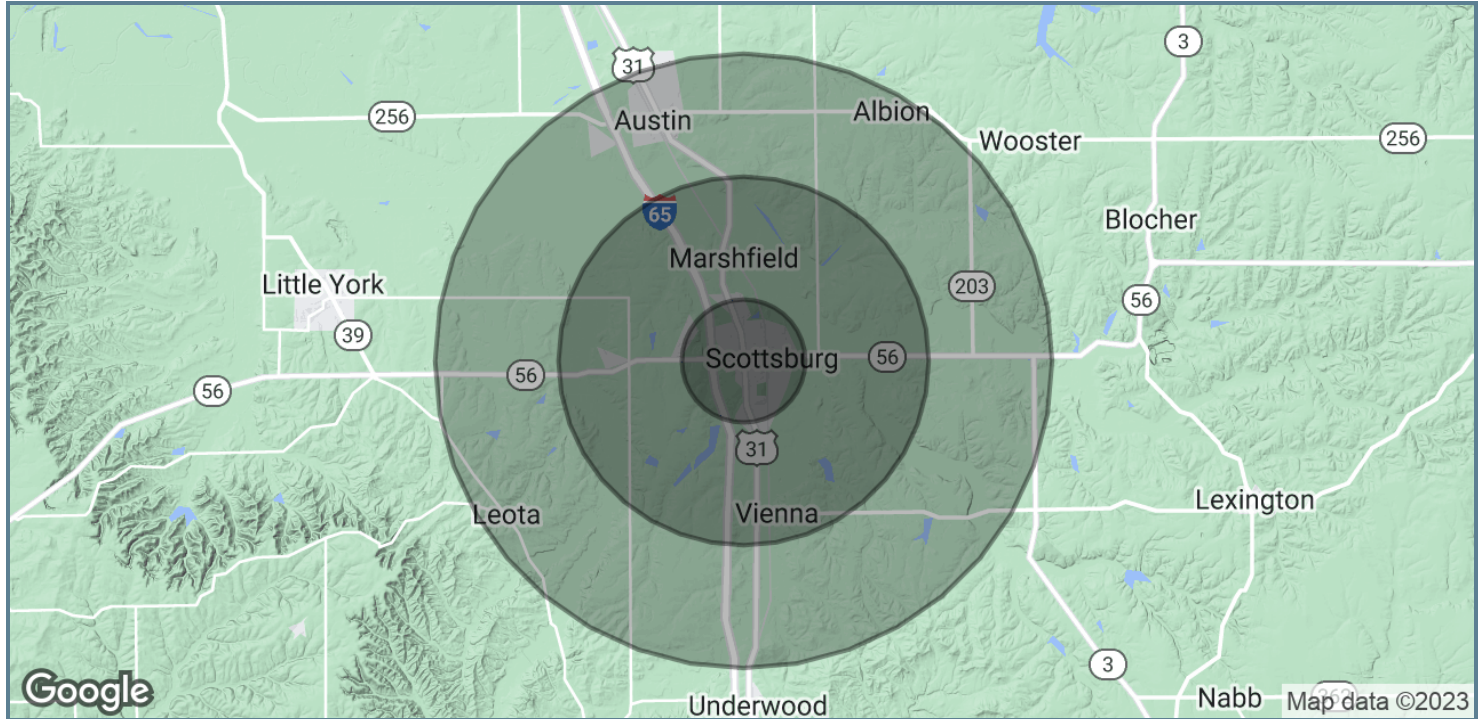 3
31
256
Austin
Albion
Wooster
256
65
Blocher
Marshfield
Little York
203
56
39
Scottsburg
56
56
56
31
Leota
Vienna
Lexington
3
Google
Underwood
Nabb
362
Map data ©2023